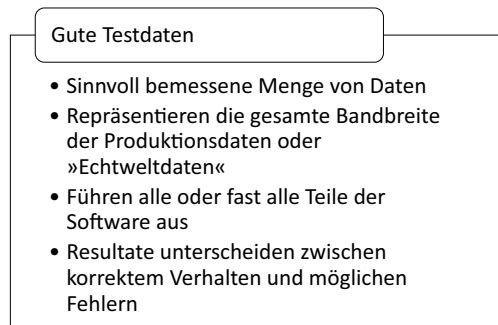 Gute Testdaten
• Sinnvoll bemessene Menge von Daten
• Repräsentieren die gesamte Bandbreite
der Produktionsdaten oder
»Echtweltdaten«
• Führen alle oder fast alle Teile der
Software aus
• Resultate unterscheiden zwischen
korrektem Verhalten und möglichen
Fehlern